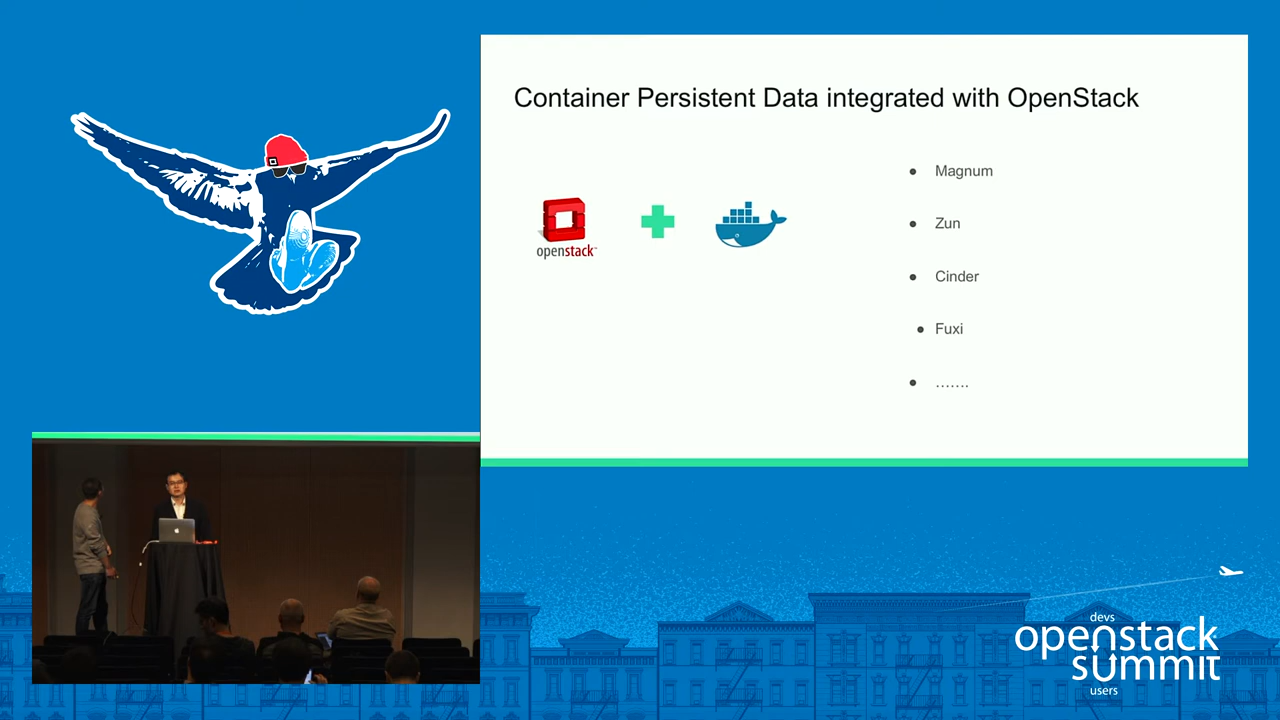 Container Persistent Data integrated with OpenStack
openstack
Magnum
Zun
Cinder
Fuxi
.......
devs
openstack
summit
users